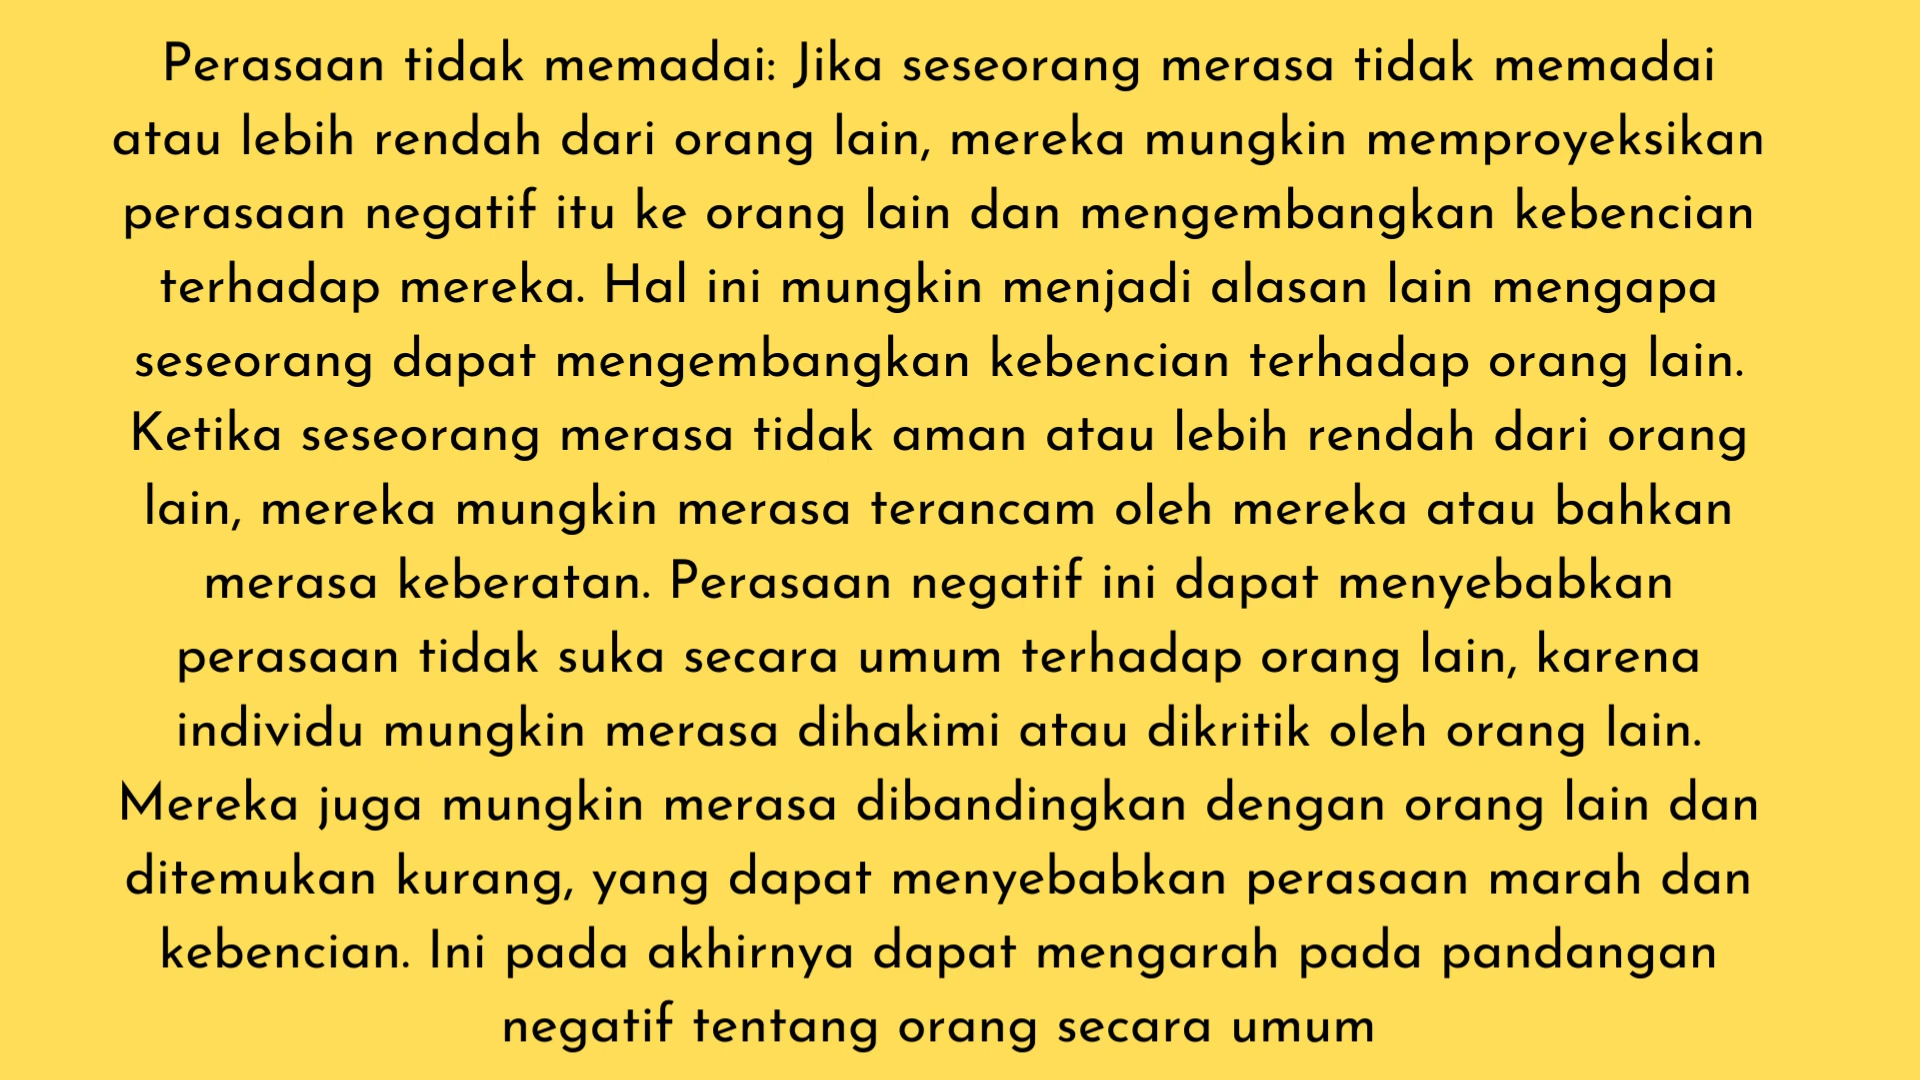 Perasaan tidak memadai: Jika seseorang merasa tidak memadai
atau lebih rendah dari orang lain, mereka mungkin memproyeksikan
perasaan negatif itu ke orang lain dan mengembangkan kebencian
terhadap mereka. Hal ini mungkin menjadi alasan lain mengapa
seseorang dapat mengembangkan kebencian terhadap orang lain.
Ketika seseorang merasa tidak aman atau lebih rendah dari orang
lain, mereka mungkin merasa terancam oleh mereka atau bahkan
merasa keberatan. Perasaan negatif ini dapat menyebabkan
perasaan tidak suka secara umum terhadap orang lain, karena
individu mungkin merasa dihakimi atau dikritik oleh orang lain.
Mereka juga mungkin merasa dibandingkan dengan orang lain dan
ditemukan kurang, yang dapat menyebabkan perasaan marah dan
kebencian. Ini pada akhirnya dapat mengarah pada pandangan
negatif tentang orang secara umum